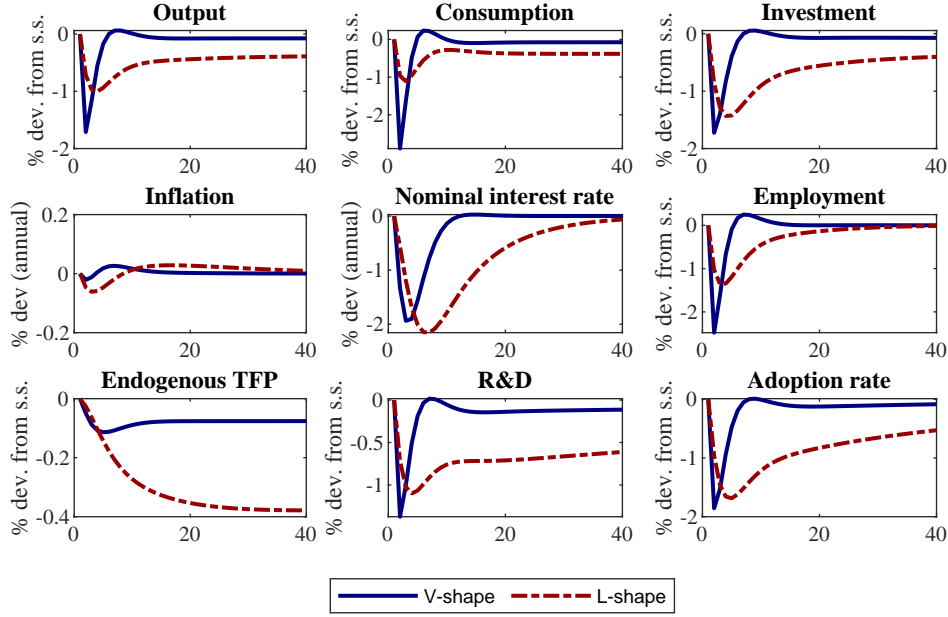 Output Consumption Investment
% dev. from s.s. % dev. from s.s. % dev. from s.s.
0 0 0
-1 -1 -1
-2 -2 -2
0 20 40 0 20 40 0 20 40
Inflation Nominal interest rate Employment
% dev (annual) % dev (annual) % dev. from s.s.
0.2 0 0
0 -1 -1
-0.2 -2 -2
0 20 40 0 20 40 0 20 40
Endogenous TFP R&D Adoption rate
% dev. from s.s. % dev. from s.s. % dev. from s.s.
0 0 0
-0.2 -0.5 -1
-0.4 -1 -2
0 20 40 0 20 40 0 20 40
V-shape L-shape